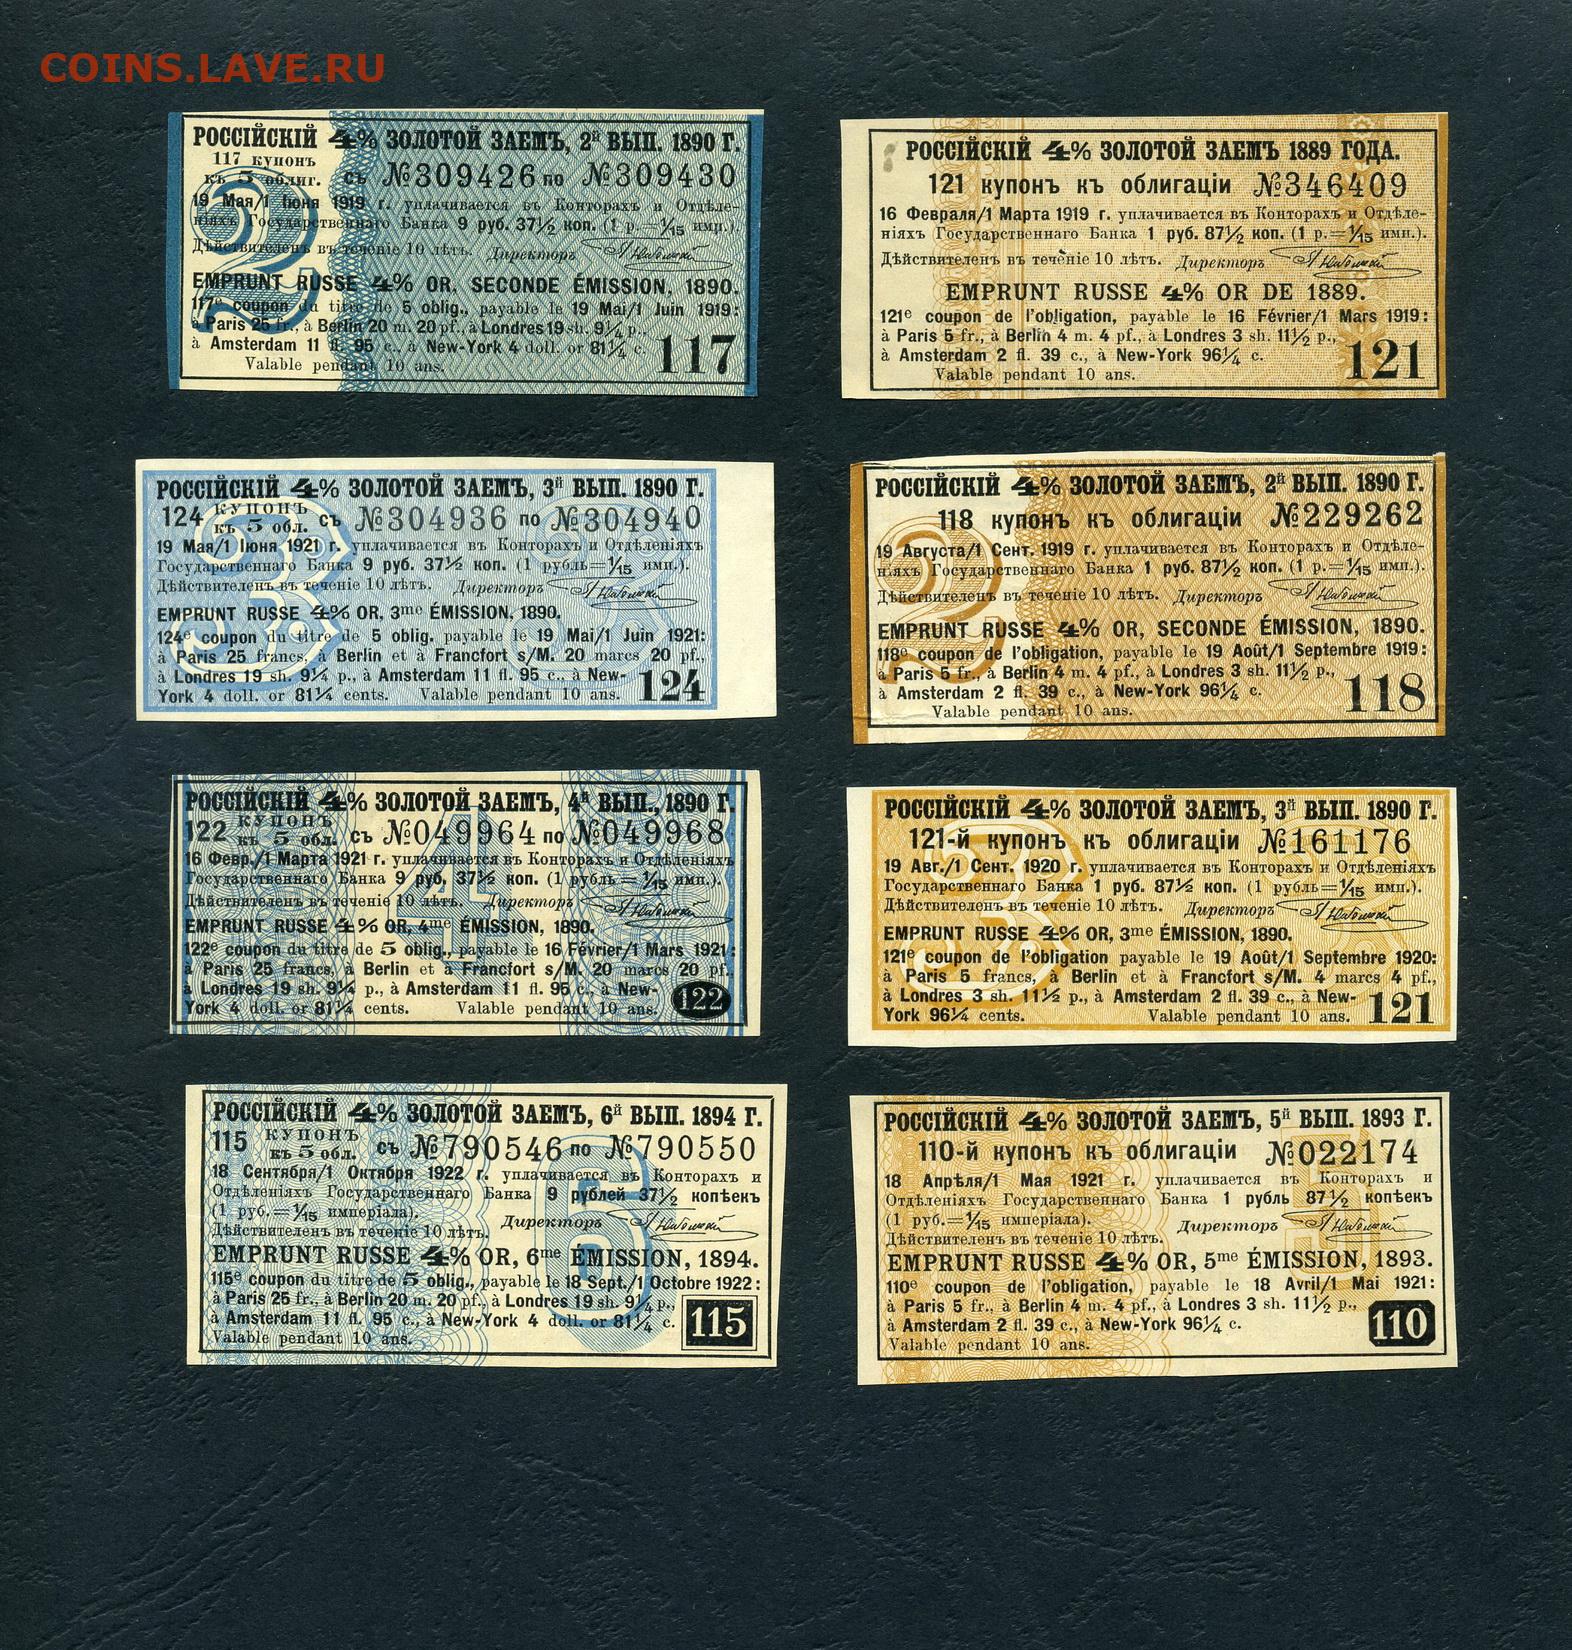 COINS.LAVE.RU
РОССІЙСКІЙ 4% ЗОЛОТОЙ ЗАЕМЪ, 2й ВЫП. 1890 Г.
117 купонъ
къ 5 облиг. съ №309426 по №309430
19 Мая/1 Іюня 1919 г. уплачивается въ Конторахъ и Отдѣле-
ніяхъ Государственнаго Банка 9 руб. 37½ коп. (1 р.=1/15 имп.).
Дѣйствителенъ въ теченіе 10 лѣтъ. Директоръ
EMPRUNT RUSSE 4% OR, SECONDE ÉMISSION, 1890.
117e coupon du titre de 5 oblig., payable le 19 Mai/1 Juin 1919:
à Paris 25 fr., à Berlin 20 m. 20 pf., à Londres 19 sh. 9¼ p.,
à Amsterdam 11 fl. 95 c., à New-York 4 doll. or 81¼ c.
Valable pendant 10 ans.
117
РОССІЙСКІЙ 4% ЗОЛОТОЙ ЗАЕМЪ 1889 ГОДА.
121 купонъ къ облигаціи №346409
16 Февраля/1 Марта 1919 г. уплачивается въ Конторахъ и Отдѣле-
ніяхъ Государственнаго Банка 1 руб. 87½ коп. (1 р.=1/15 имп.).
Дѣйствителенъ въ теченіе 10 лѣтъ. Директоръ
EMPRUNT RUSSE 4% OR DE 1889.
121e coupon de l'obligation, payable le 16 Février/1 Mars 1919:
à Paris 5 fr., à Berlin 4 m. 4 pf., à Londres 3 sh. 11½ p.,
à Amsterdam 2 fl. 39 c., à New-York 96¼ c.
Valable pendant 10 ans.
121
РОССІЙСКІЙ 4% ЗОЛОТОЙ ЗАЕМЪ, 3й ВЫП. 1890 Г.
124 КУПОНЪ
къ 5 обл. съ №304936 по №304940
19 Мая/1 Іюня 1921 г. уплачивается въ Конторахъ и Отдѣленіяхъ
Государственнаго Банка 9 руб. 37½ коп. (1 рубль=1/15 имп.).
Дѣйствителенъ въ теченіе 10 лѣтъ. Директоръ
EMPRUNT RUSSE 4% OR, 3me ÉMISSION, 1890.
124e coupon du titre de 5 oblig. payable le 19 Mai/1 Juin 1921:
à Paris 25 francs, à Berlin et à Francfort s/M. 20 marcs 20 pf.,
à Londres 19 sh. 9¼ p., à Amsterdam 11 fl. 95 c., à New-
York 4 doll. or 81¼ cents. Valable pendant 10 ans.
124
РОССІЙСКІЙ 4% ЗОЛОТОЙ ЗАЕМЪ, 2й ВЫП. 1890 Г.
118 купонъ къ облигаціи №229262
19 Августа/1 Сент. 1919 г. уплачивается въ Конторахъ и Отдѣле-
ніяхъ Государственнаго Банка 1 руб. 87½ коп. (1 р.=1/15 имп.).
Дѣйствителенъ въ теченіе 10 лѣтъ. Директоръ
EMPRUNT RUSSE 4% OR, SECONDE ÉMISSION, 1890.
118e coupon de l'obligation, payable le 19 Août/1 Septembre 1919:
à Paris 5 fr., à Berlin 4 m. 4 pf., à Londres 3 sh. 11½ p.,
à Amsterdam 2 fl. 39 c., à New-York 96¼ c.
Valable pendant 10 ans.
118
РОССІЙСКІЙ 4% ЗОЛОТОЙ ЗАЕМЪ, 4й ВЫП., 1890 Г.
122 КУПОНЪ
къ 5 обл. съ №049964 по №049968
16 Февр./1 Марта 1921 г. уплачивается въ Конторахъ и Отдѣленіяхъ
Государственнаго Банка 9 руб. 37½ коп. (1 рубль=1/15 имп.).
Дѣйствителенъ въ теченіе 10 лѣтъ. Директоръ
EMPRUNT RUSSE 4% OR, 4me ÉMISSION, 1890.
122e coupon du titre de 5 oblig., payable le 16 Février/1 Mars 1921:
à Paris 25 francs, à Berlin et à Francfort s/M. 20 marcs 20 pf.
à Londres 19 sh. 9¼ p., à Amsterdam 11 fl. 95 c., à New-
York 4 doll. or 81¼ cents. Valable pendant 10 ans.
122
РОССІЙСКІЙ 4% ЗОЛОТОЙ ЗАЕМЪ, 3й ВЫП. 1890 Г.
121-й купонъ къ облигаціи №161176
19 Авг./1 Сент. 1920 г. уплачивается въ Конторахъ и Отдѣленіяхъ
Государственнаго Банка 1 руб. 87½ коп. (1 рубль=1/15 имп.).
Дѣйствителенъ въ теченіе 10 лѣтъ. Директоръ
EMPRUNT RUSSE 4% OR, 3me ÉMISSION, 1890.
121e coupon de l'obligation payable le 19 Août/1 Septembre 1920:
à Paris 5 francs, à Berlin et à Francfort s/M. 4 marcs 4 pf.,
à Londres 3 sh. 11½ p., à Amsterdam 2 fl. 39 c., à New-
York 96¼ cents. Valable pendant 10 ans.
121
РОССІЙСКІЙ 4% ЗОЛОТОЙ ЗАЕМЪ, 6й ВЫП. 1894 Г.
115 КУПОНЪ
къ 5 обл. съ №790546 по №790550
18 Сентября/1 Октября 1922 г. уплачивается въ Конторахъ и
Отдѣленіяхъ Государственнаго Банка 9 рублей 37½ копѣекъ
(1 руб.=1/15 имперіала).
Дѣйствителенъ въ теченіе 10 лѣтъ. Директоръ
EMPRUNT RUSSE 4% OR, 6me ÉMISSION, 1894.
115e coupon du titre de 5 oblig., payable le 18 Sept./1 Octobre 1922:
à Paris 25 fr., à Berlin 20 m. 20 pf., à Londres 19 sh. 9¼ p.,
à Amsterdam 11 fl. 95 c., à New-York 4 doll. or 81¼ c.
Valable pendant 10 ans.
115
РОССІЙСКІЙ 4% ЗОЛОТОЙ ЗАЕМЪ, 5й ВЫП. 1893 Г.
110-й купонъ къ облигаціи №022174
18 Апрѣля/1 Мая 1921 г. уплачивается въ Конторахъ и
Отдѣленіяхъ Государственнаго Банка 1 рубль 87½ копѣекъ
(1 руб.=1/15 имперіала).
Дѣйствителенъ въ теченіе 10 лѣтъ. Директоръ
EMPRUNT RUSSE 4% OR, 5me ÉMISSION, 1893.
110e coupon de l'obligation, payable le 18 Avril/1 Mai 1921:
à Paris 5 fr., à Berlin 4 m. 4 pf., à Londres 3 sh. 11½ p.,
à Amsterdam 2 fl. 39 c., à New-York 96¼ c.
Valable pendant 10 ans.
110